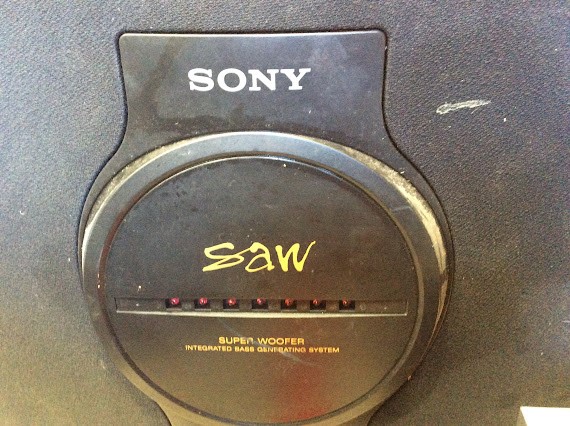 SONY
saw
SUPER WOOFER
INTEGRATED BASS GENERATING SYSTEM